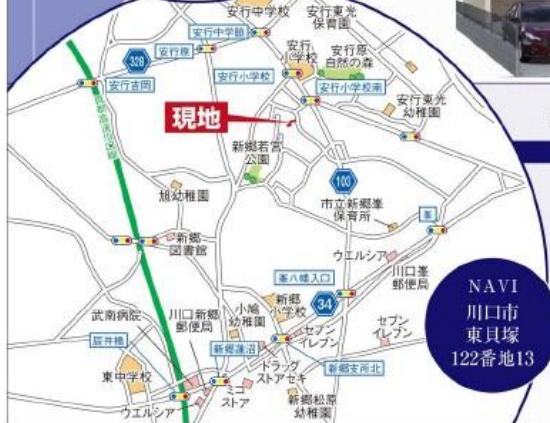 安行中学校
安行東光
保育園
安行中学校前
安行原
328
安行
小学校
安行原
自然の森
安行吉岡
安行小学校
安行小学校南
安行東光
幼稚園
現地
新郷若宮
公園
103
旭幼稚園
市立新郷峯
保育所
峯
新郷
図書館
ウエルシア
川口峯
郵便局
峯八幡入口
34
NAVI
川口市
東貝塚
122番地13
武南病院
川口新郷
郵便局
小鳩
幼稚園
新郷
小学校
セブン
イレブン
セブン
イレブン
辰井橋
新郷蓮沼
新郷支所北
東中学校
ドラッグ
ストアセキ
ミコ
ストア
ウエルシア
新郷松原
幼稚園